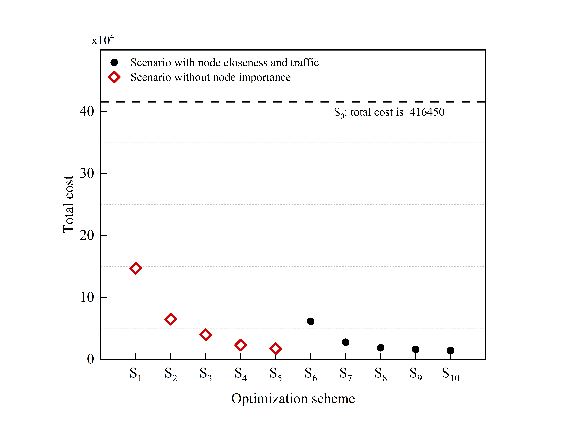 x10⁴
Scenario with node closeness and traffic
Scenario without node importance
S₀: total cost is 416450
40
30
20
10
0
Total cost
S₁ S₂ S₃ S₄ S₅ S₆ S₇ S₈ S₉ S₁₀
Optimization scheme